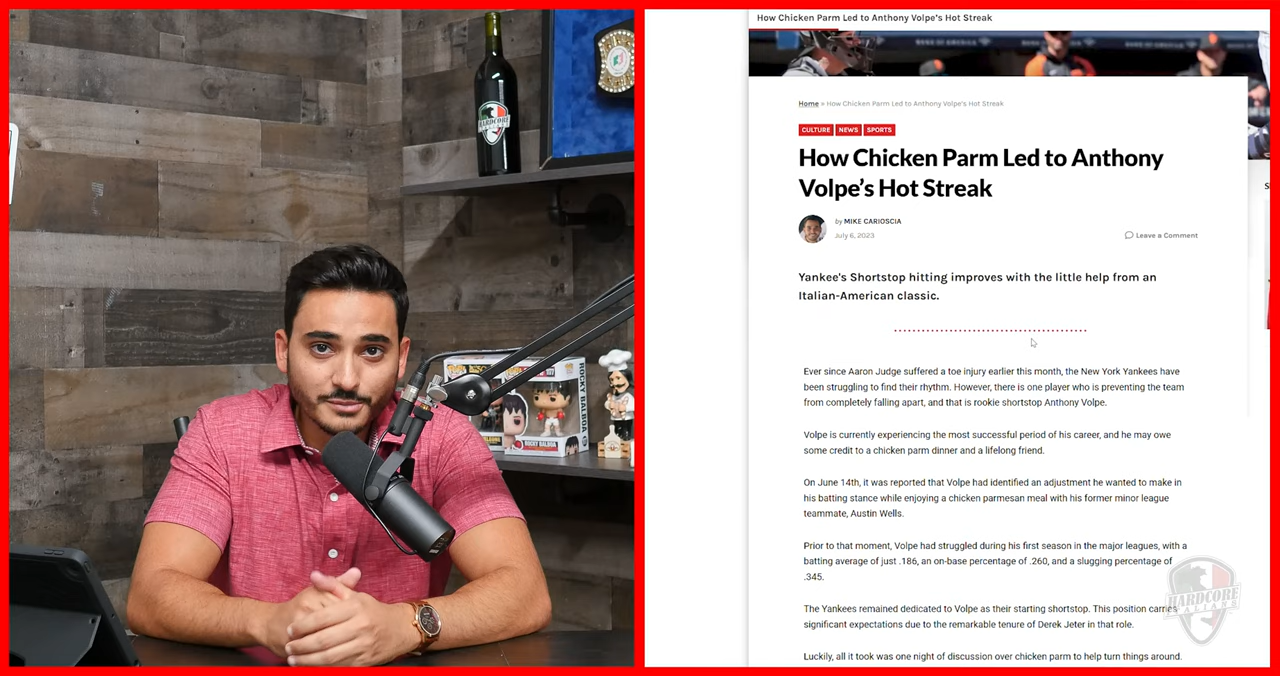 HARDCORE
ROCKY BALBOA
ROCKY BALBOA
How Chicken Parm Led to Anthony Volpe's Hot Streak
Home » How Chicken Parm Led to Anthony Volpe's Hot Streak
CULTURE NEWS SPORTS
How Chicken Parm Led to Anthony
Volpe's Hot Streak
by MIKE CARIOSCIA
July 6, 2023
Leave a Comment
Yankee's Shortstop hitting improves with the little help from an
Italian-American classic.
Ever since Aaron Judge suffered a toe injury earlier this month, the New York Yankees have
been struggling to find their rhythm. However, there is one player who is preventing the team
from completely falling apart, and that is rookie shortstop Anthony Volpe.
Volpe is currently experiencing the most successful period of his career, and he may owe
some credit to a chicken parm dinner and a lifelong friend.
On June 14th, it was reported that Volpe had identified an adjustment he wanted to make in
his batting stance while enjoying a chicken parmesan meal with his former minor league
teammate, Austin Wells.
Prior to that moment, Volpe had struggled during his first season in the major leagues, with a
batting average of just .186, an on-base percentage of .260, and a slugging percentage of
.345.
The Yankees remained dedicated to Volpe as their starting shortstop. This position carries
significant expectations due to the remarkable tenure of Derek Jeter in that role.
Luckily, all it took was one night of discussion over chicken parm to help turn things around.
HARDCORE
ITALIANS